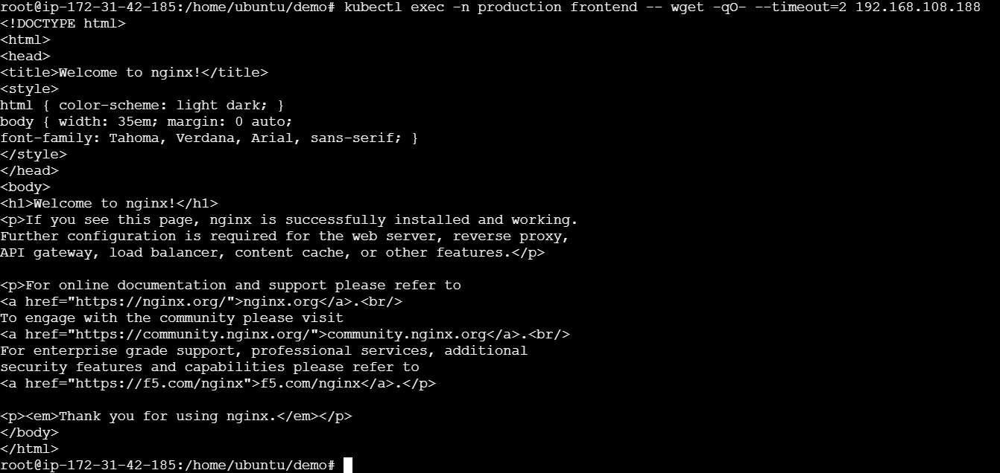 root@ip-172-31-42-185:/home/ubuntu/demo# kubectl exec -n production frontend -- wget -qO- --timeout=2 192.168.108.188
<!DOCTYPE html>
<html>
<head>
<title>Welcome to nginx!</title>
<style>
html { color-scheme: light dark; }
body { width: 35em; margin: 0 auto;
font-family: Tahoma, Verdana, Arial, sans-serif; }
</style>
</head>
<body>
<h1>Welcome to nginx!</h1>
<p>If you see this page, nginx is successfully installed and working.
Further configuration is required for the web server, reverse proxy,
API gateway, load balancer, content cache, or other features.</p>

<p>For online documentation and support please refer to
<a href="https://nginx.org/">nginx.org</a>.<br/>
To engage with the community please visit
<a href="https://community.nginx.org/">community.nginx.org</a>.<br/>
For enterprise grade support, professional services, additional
security features and capabilities please refer to
<a href="https://f5.com/nginx">f5.com/nginx</a>.</p>

<p><em>Thank you for using nginx.</em></p>
</body>
</html>
root@ip-172-31-42-185:/home/ubuntu/demo#